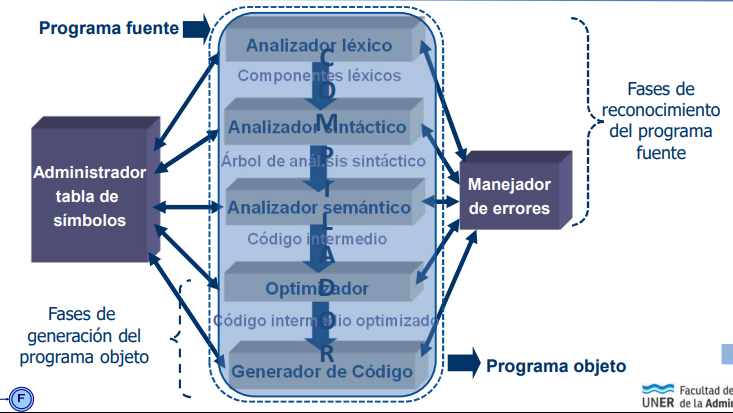 Programa fuente
Analizador léxico
Componentes léxicos
Analizador sintáctico
Árbol de análisis sintáctico
Analizador semántico
Código intermedio
Optimizador
Código intermedio optimizado
Generador de Código
COMPILADOR
Administrador
tabla de
símbolos
Manejador
de errores
Fases de
reconocimiento
del programa
fuente
Fases de
generación del
programa objeto
Programa objeto
F
UNER
Facultad de
de la Admin